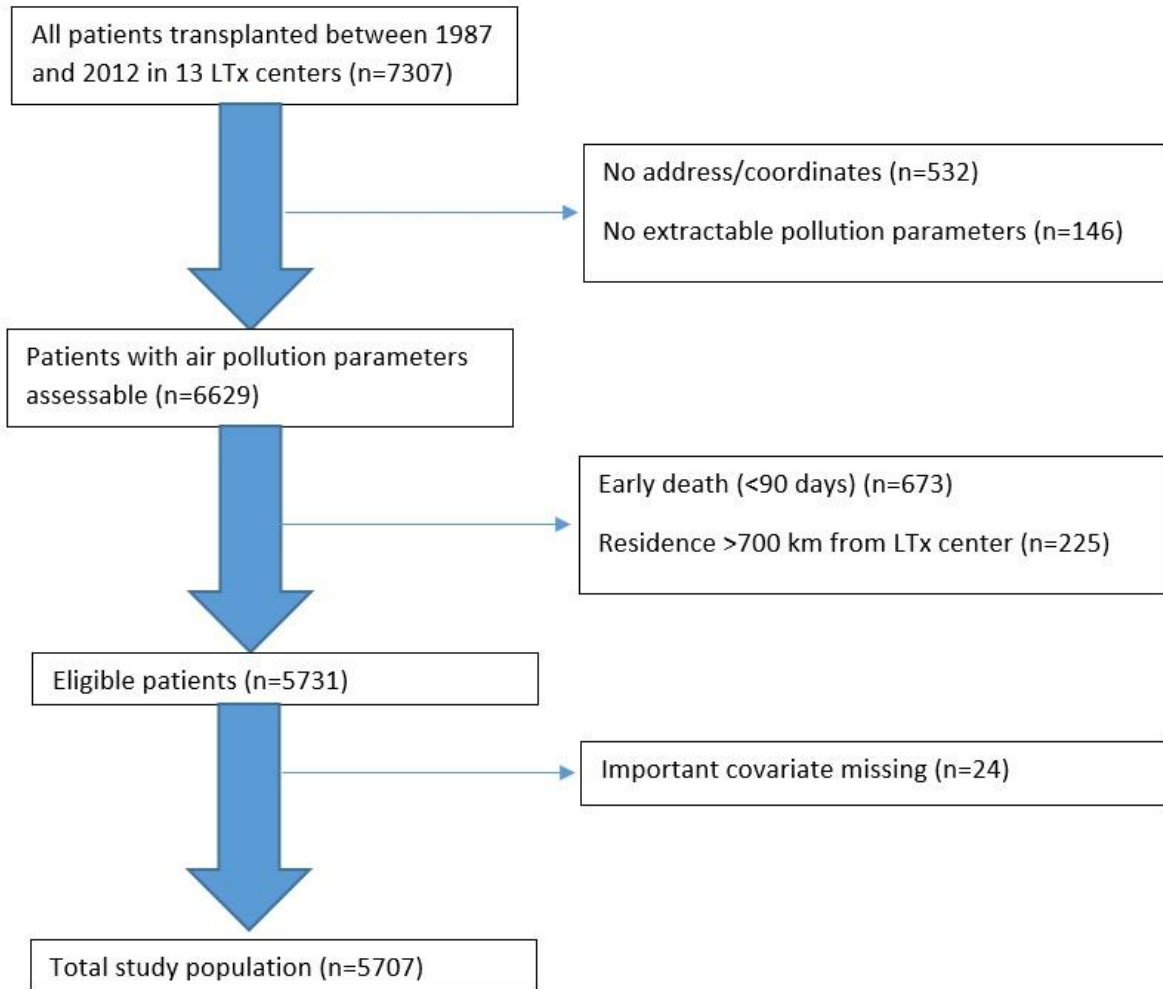 All patients transplanted between 1987
and 2012 in 13 LTx centers (n=7307)
No address/coordinates (n=532)
No extractable pollution parameters (n=146)
Patients with air pollution parameters
assessable (n=6629)
Early death (<90 days) (n=673)
Residence >700 km from LTx center (n=225)
Eligible patients (n=5731)
Important covariate missing (n=24)
Total study population (n=5707)